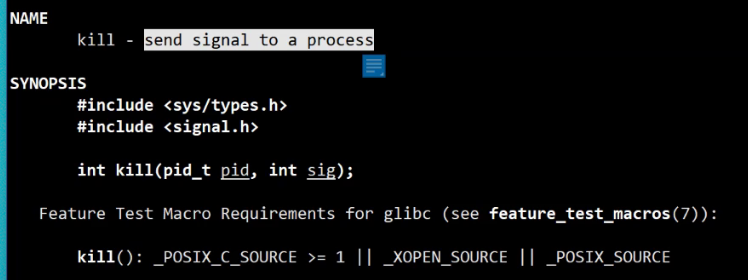 NAME
kill - send signal to a process
SYNOPSIS
#include <sys/types.h>
#include <signal.h>
int kill(pid_t pid, int sig);
Feature Test Macro Requirements for glibc (see feature_test_macros(7)):
kill(): _POSIX_C_SOURCE >= 1 || _XOPEN_SOURCE || _POSIX_SOURCE